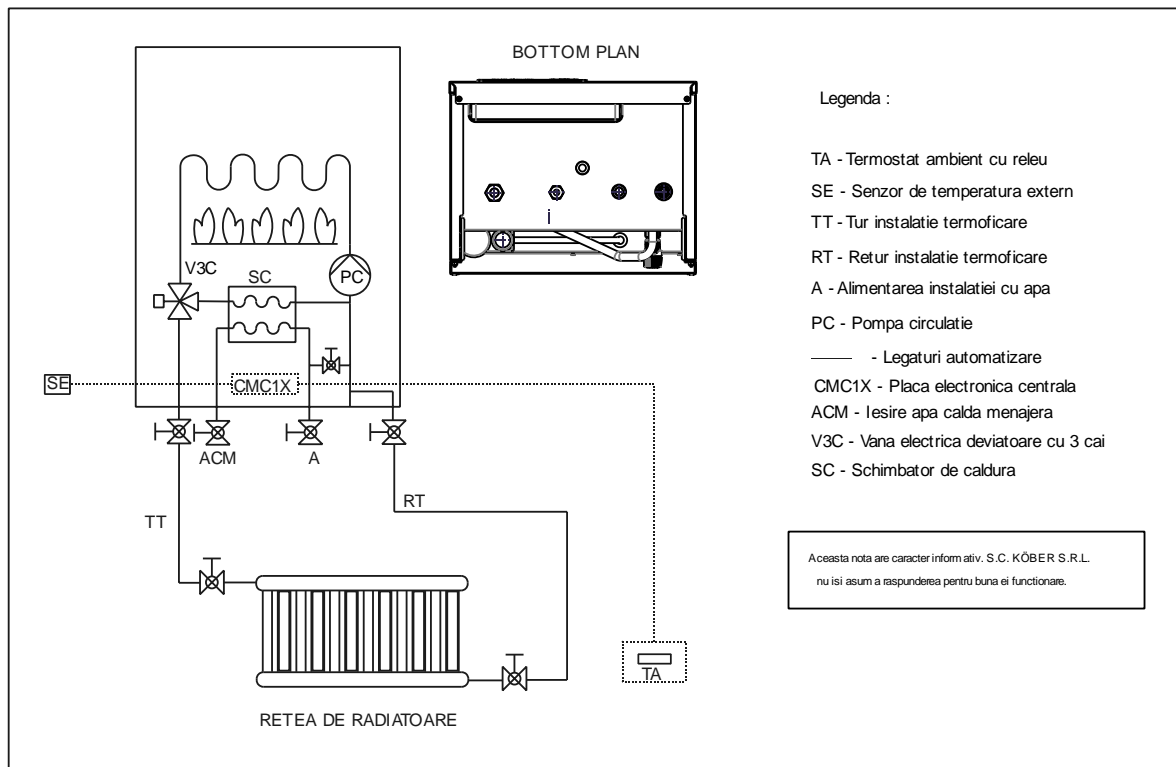 BOTTOM PLAN
V3C
SC
PC
SE
CMC1X
ACM
A
TT
RT
TA
RETEA DE RADIATOARE
i
Legenda :
TA - Termostat ambient cu releu
SE - Senzor de temperatura extern
TT - Tur instalatie termoficare
RT - Retur instalatie termoficare
A - Alimentarea instalatiei cu apa
PC - Pompa circulatie
- Legaturi automatizare
CMC1X - Placa electronica centrala
ACM - Iesire apa calda menajera
V3C - Vana electrica deviatoare cu 3 cai
SC - Schimbator de caldura
Aceasta nota are caracter informativ. S.C. KÖBER S.R.L.
nu isi asuma raspunderea pentru buna ei functionare.